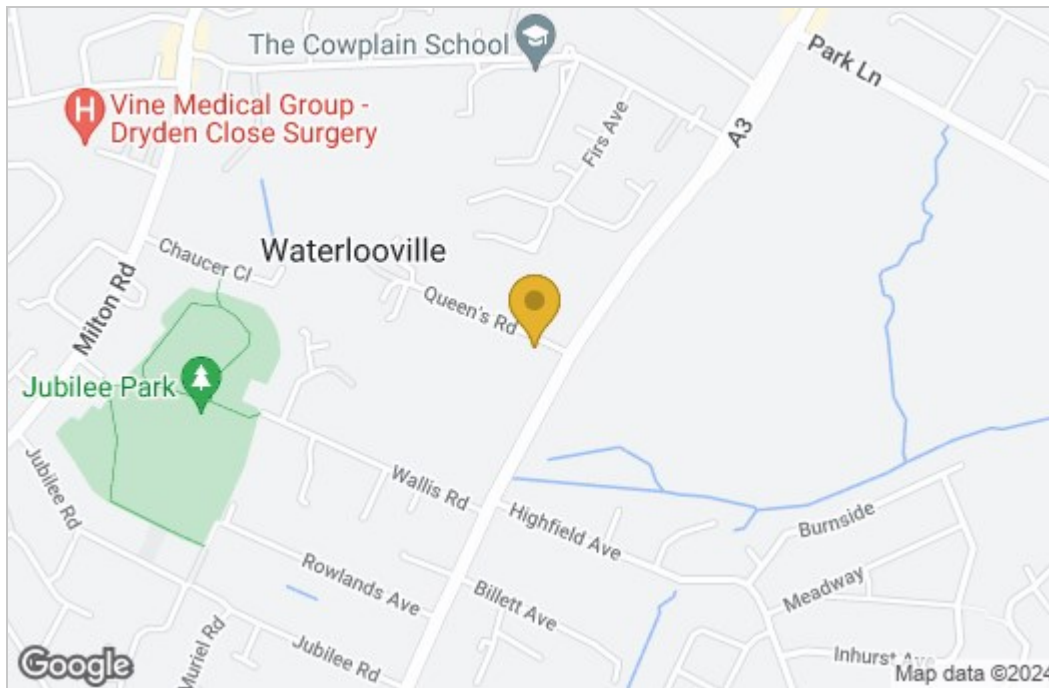 The Cowplain School
Park Ln
Vine Medical Group -
Dryden Close Surgery
Firs Ave
A3
Waterlooville
Chaucer Cl
Milton Rd
Queen's Rd
Jubilee Park
Jubilee Rd
Wallis Rd
Highfield Ave
Burnside
Rowlands Ave
Billett Ave
Meadway
Muriel Rd
Jubilee Rd
Inhurst Ave
Google
Map data ©2024